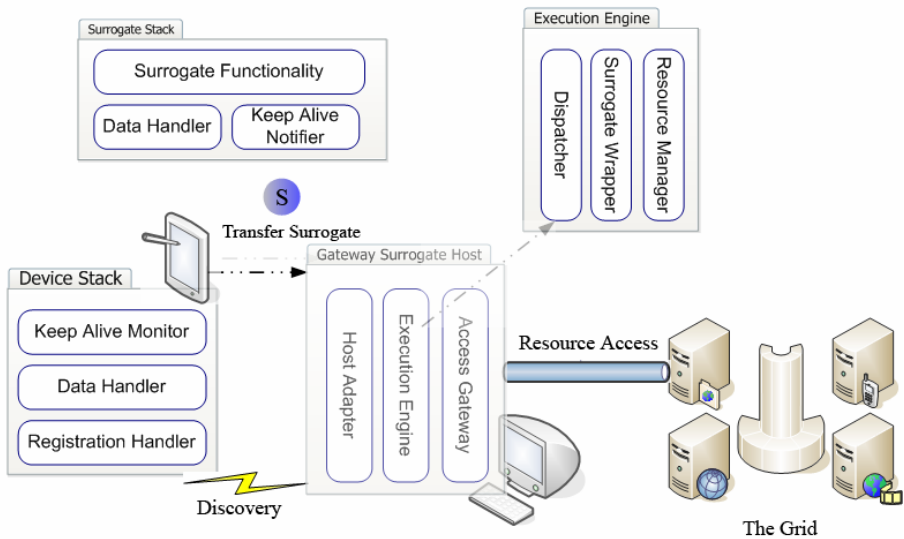 Surrogate Stack
Surrogate Functionality
Data Handler
Keep Alive
Notifier
Execution Engine
Dispatcher
Surrogate Wrapper
Resource Manager
S
Transfer Surrogate
Device Stack
Keep Alive Monitor
Data Handler
Registration Handler
Gateway Surrogate Host
Host Adapter
Execution Engine
Access Gateway
Resource Access
Discovery
The Grid